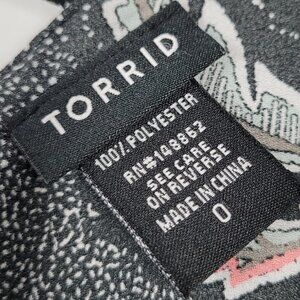 TORRID
100% POLYESTER
RN# 148862
SEE CARE
ON REVERSE
MADE IN CHINA
0